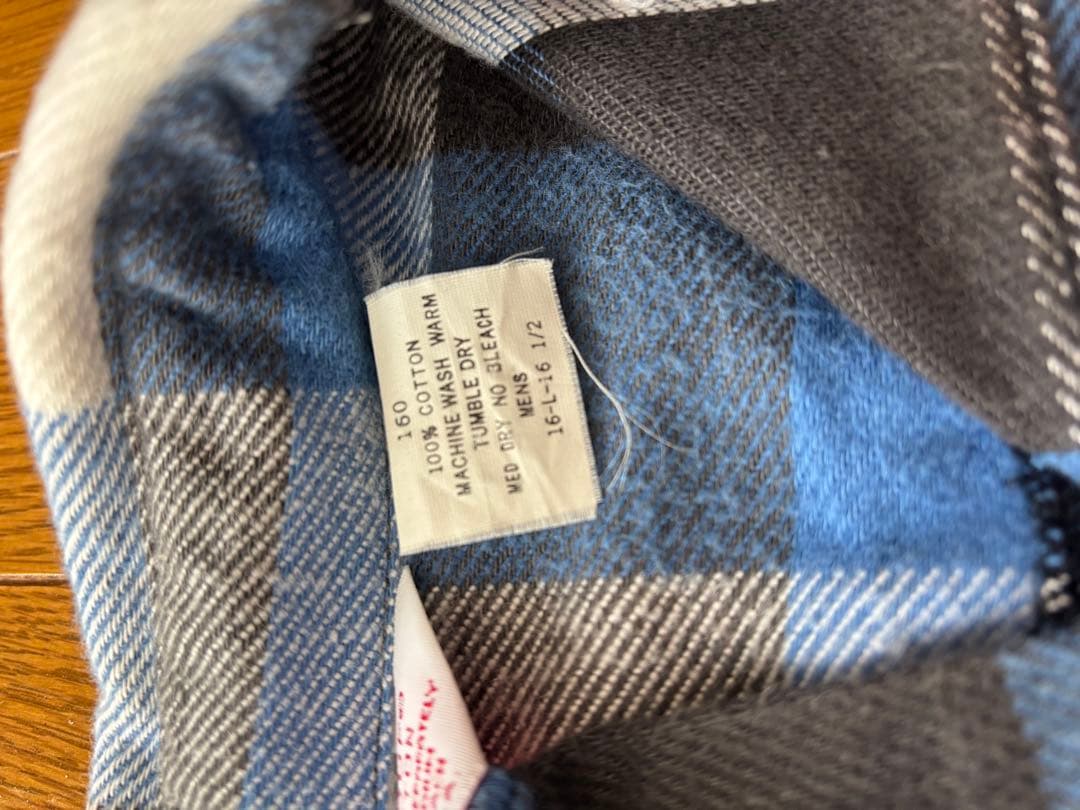 160
100% COTTON
MACHINE WASH WARM
TUMBLE DRY
MED DRY NO BLEACH
MENS
16-L-16 1/2